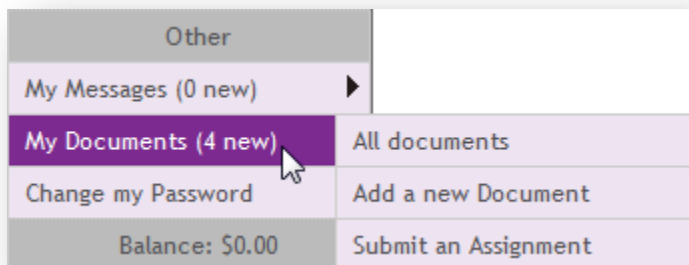 Other
My Messages (0 new)
My Documents (4 new)
All documents
Change my Password
Add a new Document
Balance: $0.00
Submit an Assignment